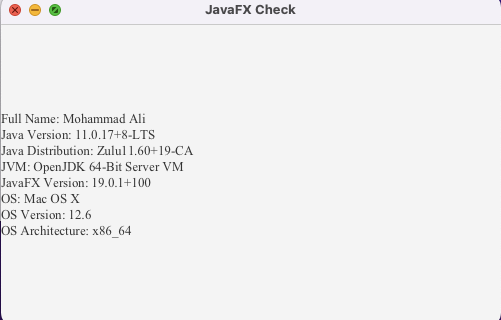 JavaFX Check
Full Name: Mohammad Ali
Java Version: 11.0.17+8-LTS
Java Distribution: Zulu11.60+19-CA
JVM: OpenJDK 64-Bit Server VM
JavaFX Version: 19.0.1+100
OS: Mac OS X
OS Version: 12.6
OS Architecture: x86_64